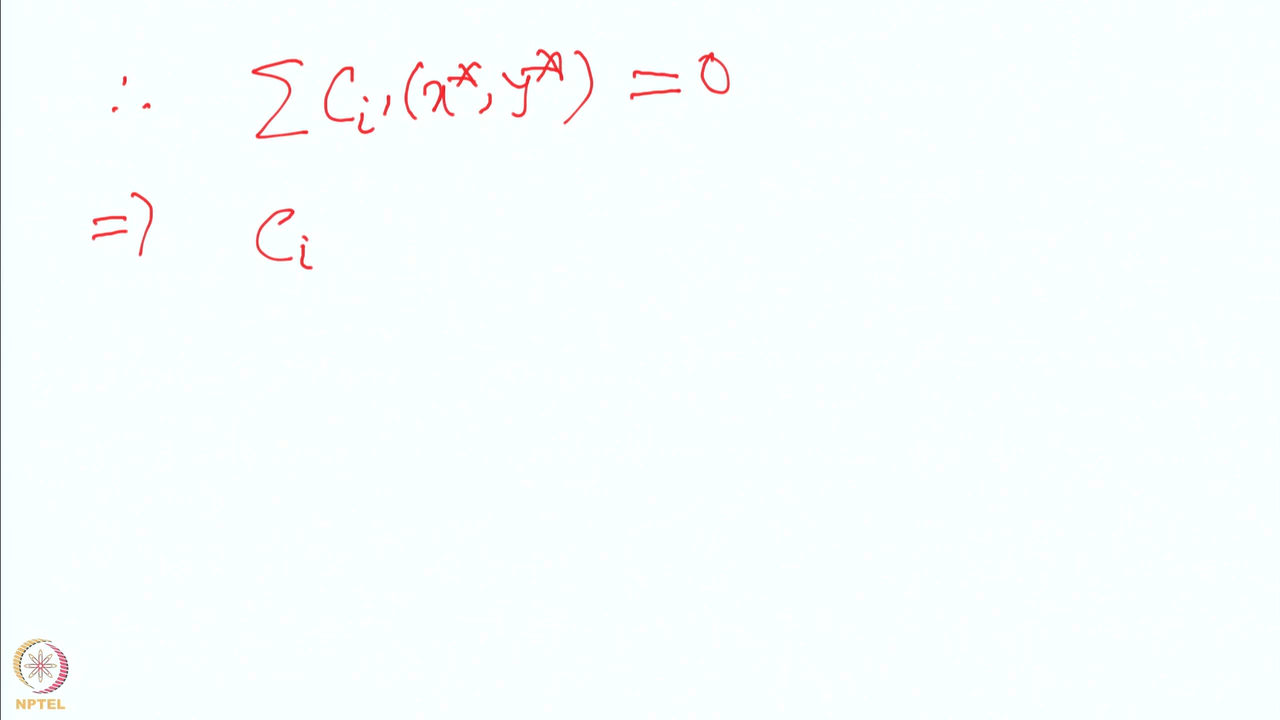 ∴ ∑ Cᵢ, (x*, y*) = 0
⇒ Cᵢ
NPTEL